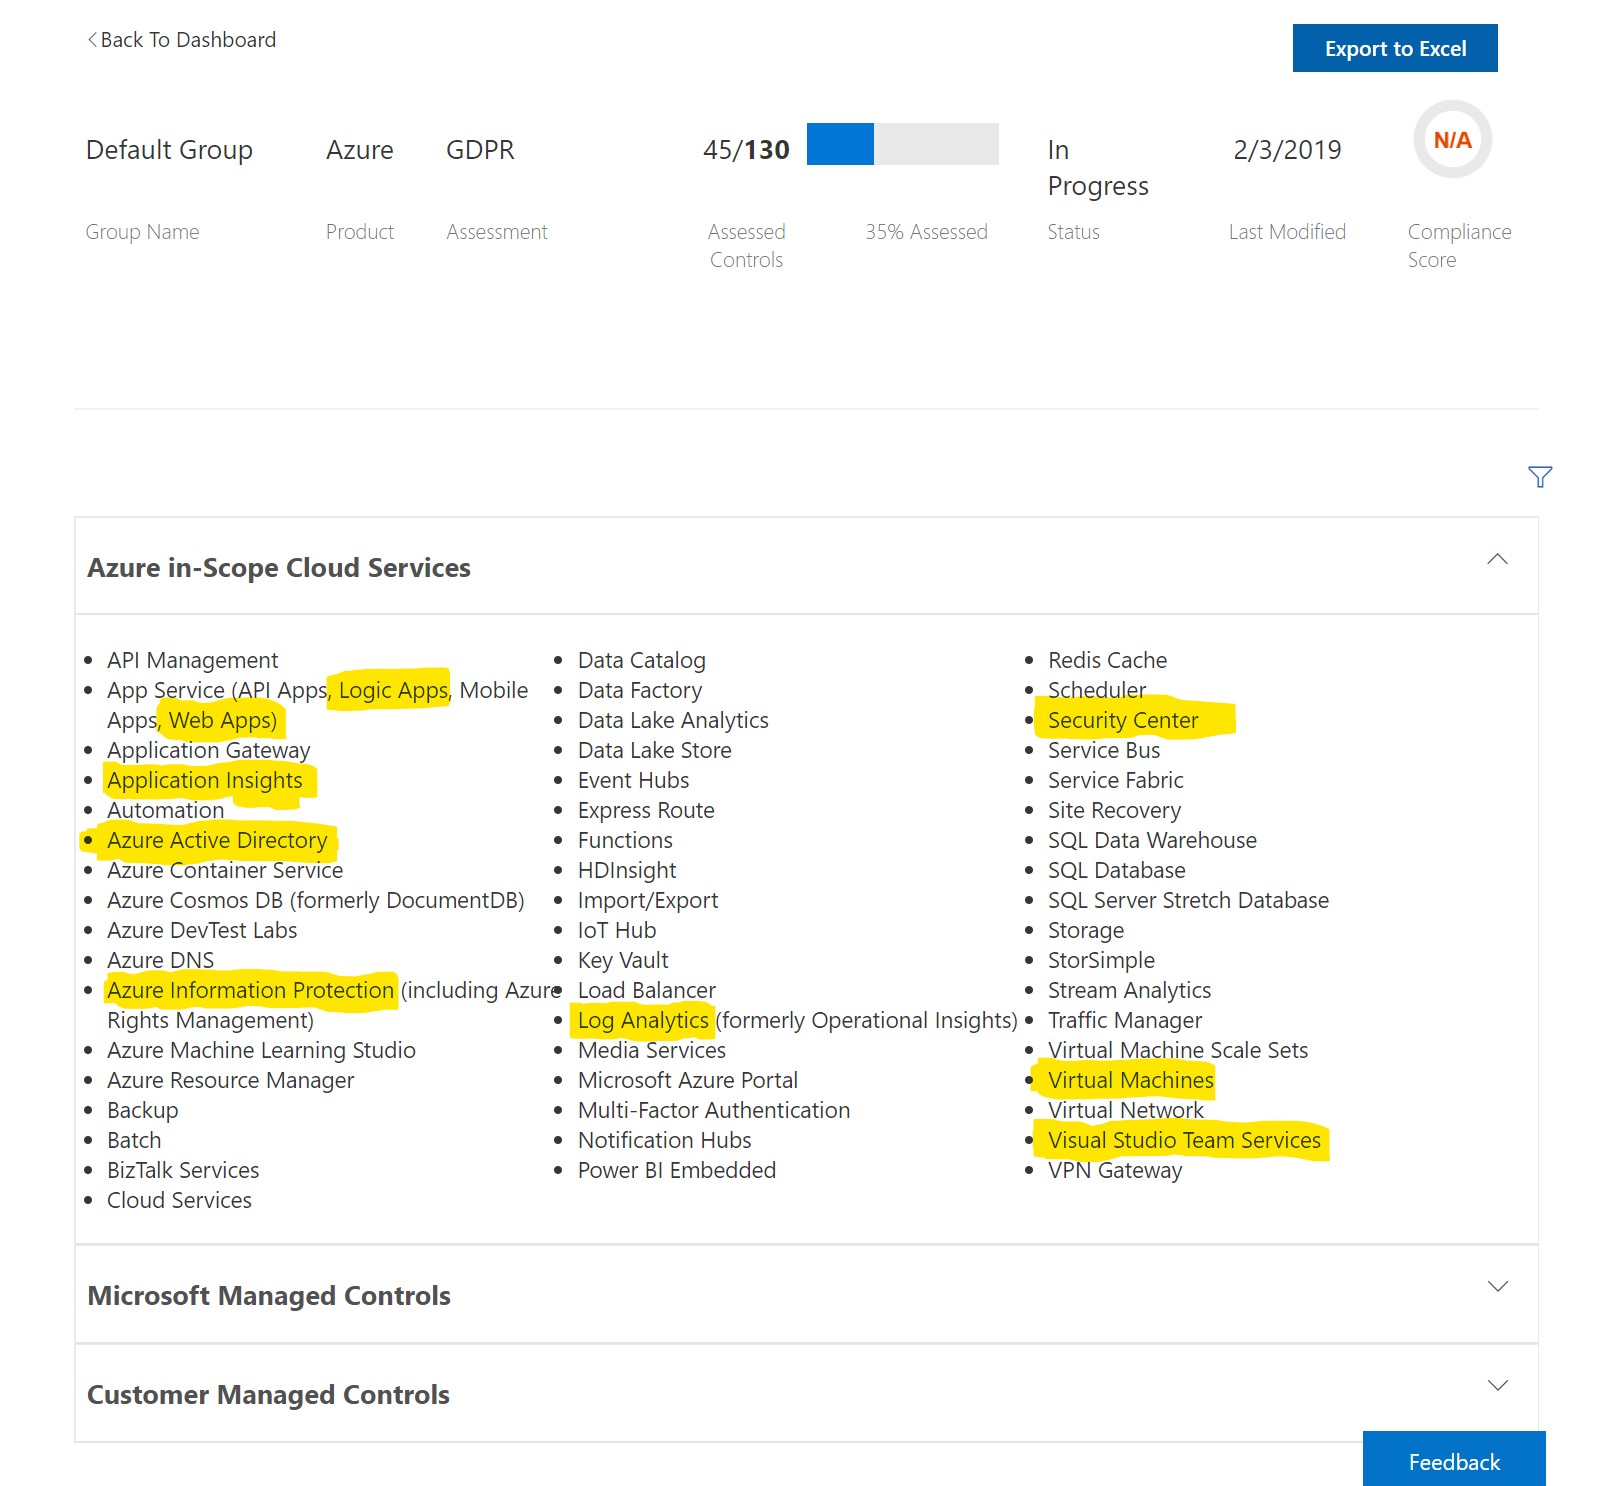 Back To Dashboard
Export to Excel
Default Group
Azure
GDPR
45/130
In
Progress
2/3/2019
N/A
Group Name
Product
Assessment
Assessed
Controls
35% Assessed
Status
Last Modified
Compliance
Score
Azure in-Scope Cloud Services
API Management
App Service (API Apps, Logic Apps, Mobile
Apps, Web Apps)
Application Gateway
Application Insights
Automation
Azure Active Directory
Azure Container Service
Azure Cosmos DB (formerly DocumentDB)
Azure DevTest Labs
Azure DNS
Azure Information Protection (including Azure
Rights Management)
Azure Machine Learning Studio
Azure Resource Manager
Backup
Batch
BizTalk Services
Cloud Services
Data Catalog
Data Factory
Data Lake Analytics
Data Lake Store
Event Hubs
Express Route
Functions
HDInsight
Import/Export
IoT Hub
Key Vault
Load Balancer
Log Analytics (formerly Operational Insights)
Media Services
Microsoft Azure Portal
Multi-Factor Authentication
Notification Hubs
Power BI Embedded
Redis Cache
Scheduler
Security Center
Service Bus
Service Fabric
Site Recovery
SQL Data Warehouse
SQL Database
SQL Server Stretch Database
Storage
StorSimple
Stream Analytics
Traffic Manager
Virtual Machine Scale Sets
Virtual Machines
Virtual Network
Visual Studio Team Services
VPN Gateway
Microsoft Managed Controls
Customer Managed Controls
Feedback